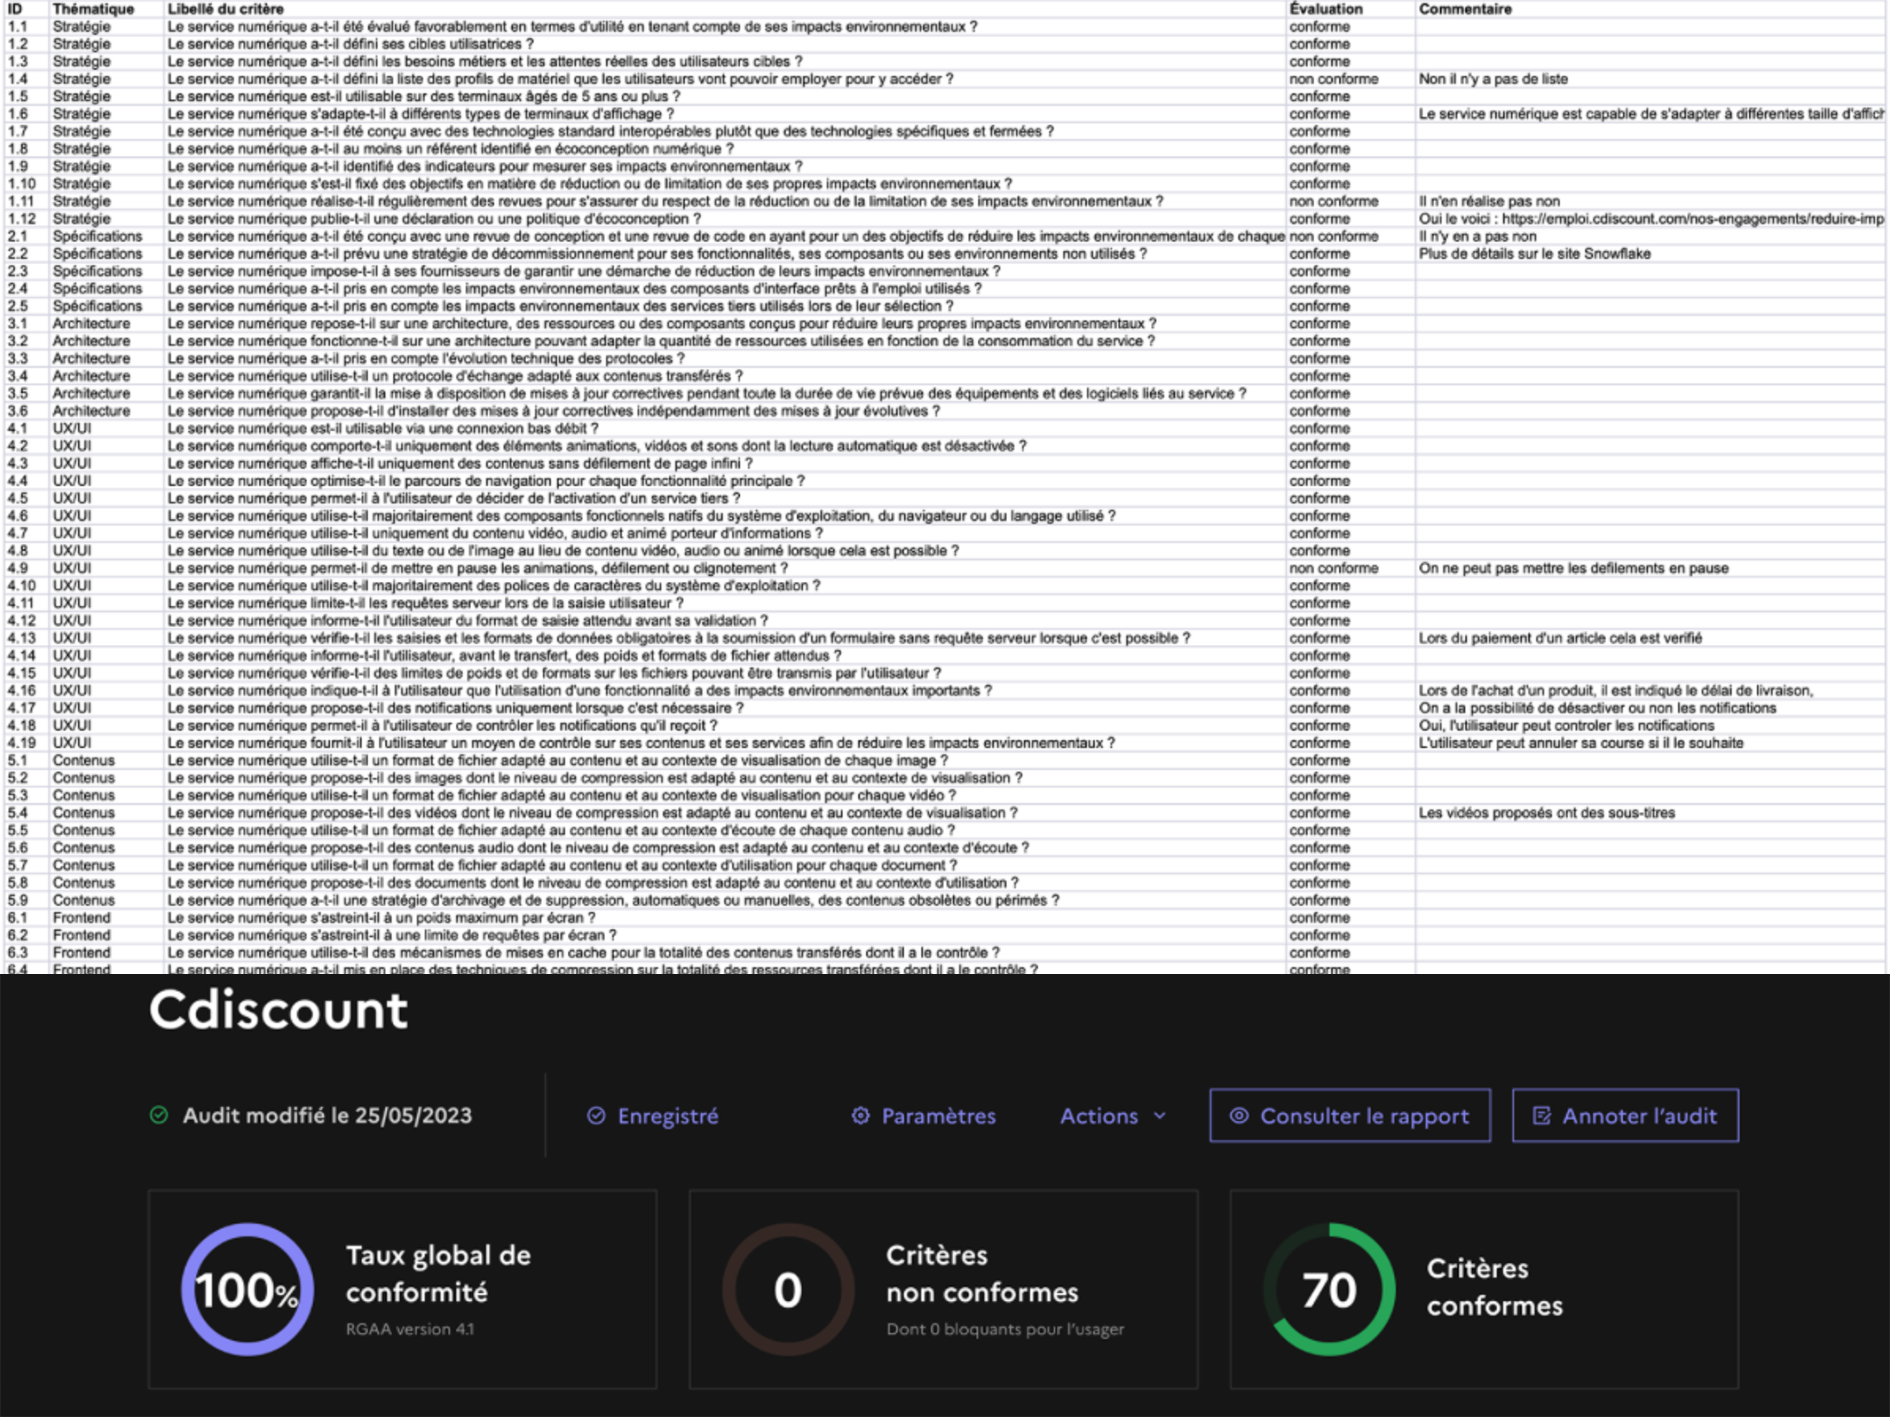 ID Thématique Libellé du critère Évaluation Commentaire
1.1 Stratégie Le service numérique a-t-il été évalué favorablement en termes d'utilité en tenant compte de ses impacts environnementaux ? conforme
1.2 Stratégie Le service numérique a-t-il défini ses cibles utilisatrices ? conforme
1.3 Stratégie Le service numérique a-t-il défini les besoins métiers et les attentes réelles des utilisateurs cibles ? conforme
1.4 Stratégie Le service numérique a-t-il défini la liste des profils de matériel que les utilisateurs vont pouvoir employer pour y accéder ? non conforme Non il n'y a pas de liste
1.5 Stratégie Le service numérique est-il utilisable sur des terminaux âgés de 5 ans ou plus ? conforme
1.6 Stratégie Le service numérique s'adapte-t-il à différents types de terminaux d'affichage ? conforme Le service numérique est capable de s'adapter à différentes taille d'affich
1.7 Stratégie Le service numérique a-t-il été conçu avec des technologies standard interopérables plutôt que des technologies spécifiques et fermées ? conforme
1.8 Stratégie Le service numérique a-t-il au moins un référent identifié en écoconception numérique ? conforme
1.9 Stratégie Le service numérique a-t-il identifié des indicateurs pour mesurer ses impacts environnementaux ? conforme
1.10 Stratégie Le service numérique s'est-il fixé des objectifs en matière de réduction ou de limitation de ses propres impacts environnementaux ? conforme
1.11 Stratégie Le service numérique réalise-t-il régulièrement des revues pour s'assurer du respect de la réduction ou de la limitation de ses impacts environnementaux ? non conforme Il n'en réalise pas non
1.12 Stratégie Le service numérique publie-t-il une déclaration ou une politique d'écoconception ? conforme Oui le voici : https://emploi.cdiscount.com/nos-engagements/reduire-imp
2.1 Spécifications Le service numérique a-t-il été conçu avec une revue de conception et une revue de code en ayant pour un des objectifs de réduire les impacts environnementaux de chaque non conforme Il n'y en a pas non
2.2 Spécifications Le service numérique a-t-il prévu une stratégie de décommissionnement pour ses fonctionnalités, ses composants ou ses environnements non utilisés ? conforme Plus de détails sur le site Snowflake
2.3 Spécifications Le service numérique impose-t-il à ses fournisseurs de garantir une démarche de réduction de leurs impacts environnementaux ? conforme
2.4 Spécifications Le service numérique a-t-il pris en compte les impacts environnementaux des composants d'interface prêts à l'emploi utilisés ? conforme
2.5 Spécifications Le service numérique a-t-il pris en compte les impacts environnementaux des services tiers utilisés lors de leur sélection ? conforme
3.1 Architecture Le service numérique repose-t-il sur une architecture, des ressources ou des composants conçus pour réduire leurs propres impacts environnementaux ? conforme
3.2 Architecture Le service numérique fonctionne-t-il sur une architecture pouvant adapter la quantité de ressources utilisées en fonction de la consommation du service ? conforme
3.3 Architecture Le service numérique a-t-il pris en compte l'évolution technique des protocoles ? conforme
3.4 Architecture Le service numérique utilise-t-il un protocole d'échange adapté aux contenus transférés ? conforme
3.5 Architecture Le service numérique garantit-il la mise à disposition de mises à jour correctives pendant toute la durée de vie prévue des équipements et des logiciels liés au service ? conforme
3.6 Architecture Le service numérique propose-t-il d'installer des mises à jour correctives indépendamment des mises à jour évolutives ? conforme
4.1 UX/UI Le service numérique est-il utilisable via une connexion bas débit ? conforme
4.2 UX/UI Le service numérique comporte-t-il uniquement des éléments animations, vidéos et sons dont la lecture automatique est désactivée ? conforme
4.3 UX/UI Le service numérique affiche-t-il uniquement des contenus sans défilement de page infini ? conforme
4.4 UX/UI Le service numérique optimise-t-il le parcours de navigation pour chaque fonctionnalité principale ? conforme
4.5 UX/UI Le service numérique permet-il à l'utilisateur de décider de l'activation d'un service tiers ? conforme
4.6 UX/UI Le service numérique utilise-t-il majoritairement des composants fonctionnels natifs du système d'exploitation, du navigateur ou du langage utilisé ? conforme
4.7 UX/UI Le service numérique utilise-t-il uniquement du contenu vidéo, audio et animé porteur d'informations ? conforme
4.8 UX/UI Le service numérique utilise-t-il du texte ou de l'image au lieu de contenu vidéo, audio ou animé lorsque cela est possible ? conforme
4.9 UX/UI Le service numérique permet-il de mettre en pause les animations, défilement ou clignotement ? non conforme On ne peut pas mettre les defilements en pause
4.10 UX/UI Le service numérique utilise-t-il majoritairement des polices de caractères du système d'exploitation ? conforme
4.11 UX/UI Le service numérique limite-t-il les requêtes serveur lors de la saisie utilisateur ? conforme
4.12 UX/UI Le service numérique informe-t-il l'utilisateur du format de saisie attendu avant sa validation ? conforme
4.13 UX/UI Le service numérique vérifie-t-il les saisies et les formats de données obligatoires à la soumission d'un formulaire sans requête serveur lorsque c'est possible ? conforme Lors du paiement d'un article cela est verifié
4.14 UX/UI Le service numérique informe-t-il l'utilisateur, avant le transfert, des poids et formats de fichier attendus ? conforme
4.15 UX/UI Le service numérique vérifie-t-il des limites de poids et de formats sur les fichiers pouvant être transmis par l'utilisateur ? conforme
4.16 UX/UI Le service numérique indique-t-il à l'utilisateur que l'utilisation d'une fonctionnalité a des impacts environnementaux importants ? conforme Lors de l'achat d'un produit, il est indiqué le délai de livraison,
4.17 UX/UI Le service numérique propose-t-il des notifications uniquement lorsque c'est nécessaire ? conforme On a la possibilité de désactiver ou non les notifications
4.18 UX/UI Le service numérique permet-il à l'utilisateur de contrôler les notifications qu'il reçoit ? conforme Oui, l'utilisateur peut controler les notifications
4.19 UX/UI Le service numérique fournit-il à l'utilisateur un moyen de contrôle sur ses contenus et ses services afin de réduire les impacts environnementaux ? conforme L'utilisateur peut annuler sa course si il le souhaite
5.1 Contenus Le service numérique utilise-t-il un format de fichier adapté au contenu et au contexte de visualisation de chaque image ? conforme
5.2 Contenus Le service numérique propose-t-il des images dont le niveau de compression est adapté au contenu et au contexte de visualisation ? conforme
5.3 Contenus Le service numérique utilise-t-il un format de fichier adapté au contenu et au contexte de visualisation pour chaque vidéo ? conforme
5.4 Contenus Le service numérique propose-t-il des vidéos dont le niveau de compression est adapté au contenu et au contexte de visualisation ? conforme Les vidéos proposés ont des sous-titres
5.5 Contenus Le service numérique utilise-t-il un format de fichier adapté au contenu et au contexte d'écoute de chaque contenu audio ? conforme
5.6 Contenus Le service numérique propose-t-il des contenus audio dont le niveau de compression est adapté au contenu et au contexte d'écoute ? conforme
5.7 Contenus Le service numérique utilise-t-il un format de fichier adapté au contenu et au contexte d'utilisation pour chaque document ? conforme
5.8 Contenus Le service numérique propose-t-il des documents dont le niveau de compression est adapté au contenu et au contexte d'utilisation ? conforme
5.9 Contenus Le service numérique a-t-il une stratégie d'archivage et de suppression, automatiques ou manuelles, des contenus obsolètes ou périmés ? conforme
6.1 Frontend Le service numérique s'astreint-il à un poids maximum par écran ? conforme
6.2 Frontend Le service numérique s'astreint-il à une limite de requêtes par écran ? conforme
6.3 Frontend Le service numérique utilise-t-il des mécanismes de mises en cache pour la totalité des contenus transférés dont il a le contrôle ? conforme
6.4 Frontend Le service numérique a-t-il mis en place des techniques de compression sur la totalité des ressources transférées dont il a le contrôle ? conforme
Cdiscount
Audit modifié le 25/05/2023 Enregistré Paramètres Actions Consulter le rapport Annoter l'audit
100% Taux global de conformité
RGAA version 4.1
0 Critères non conformes
Dont 0 bloquants pour l'usager
70 Critères conformes